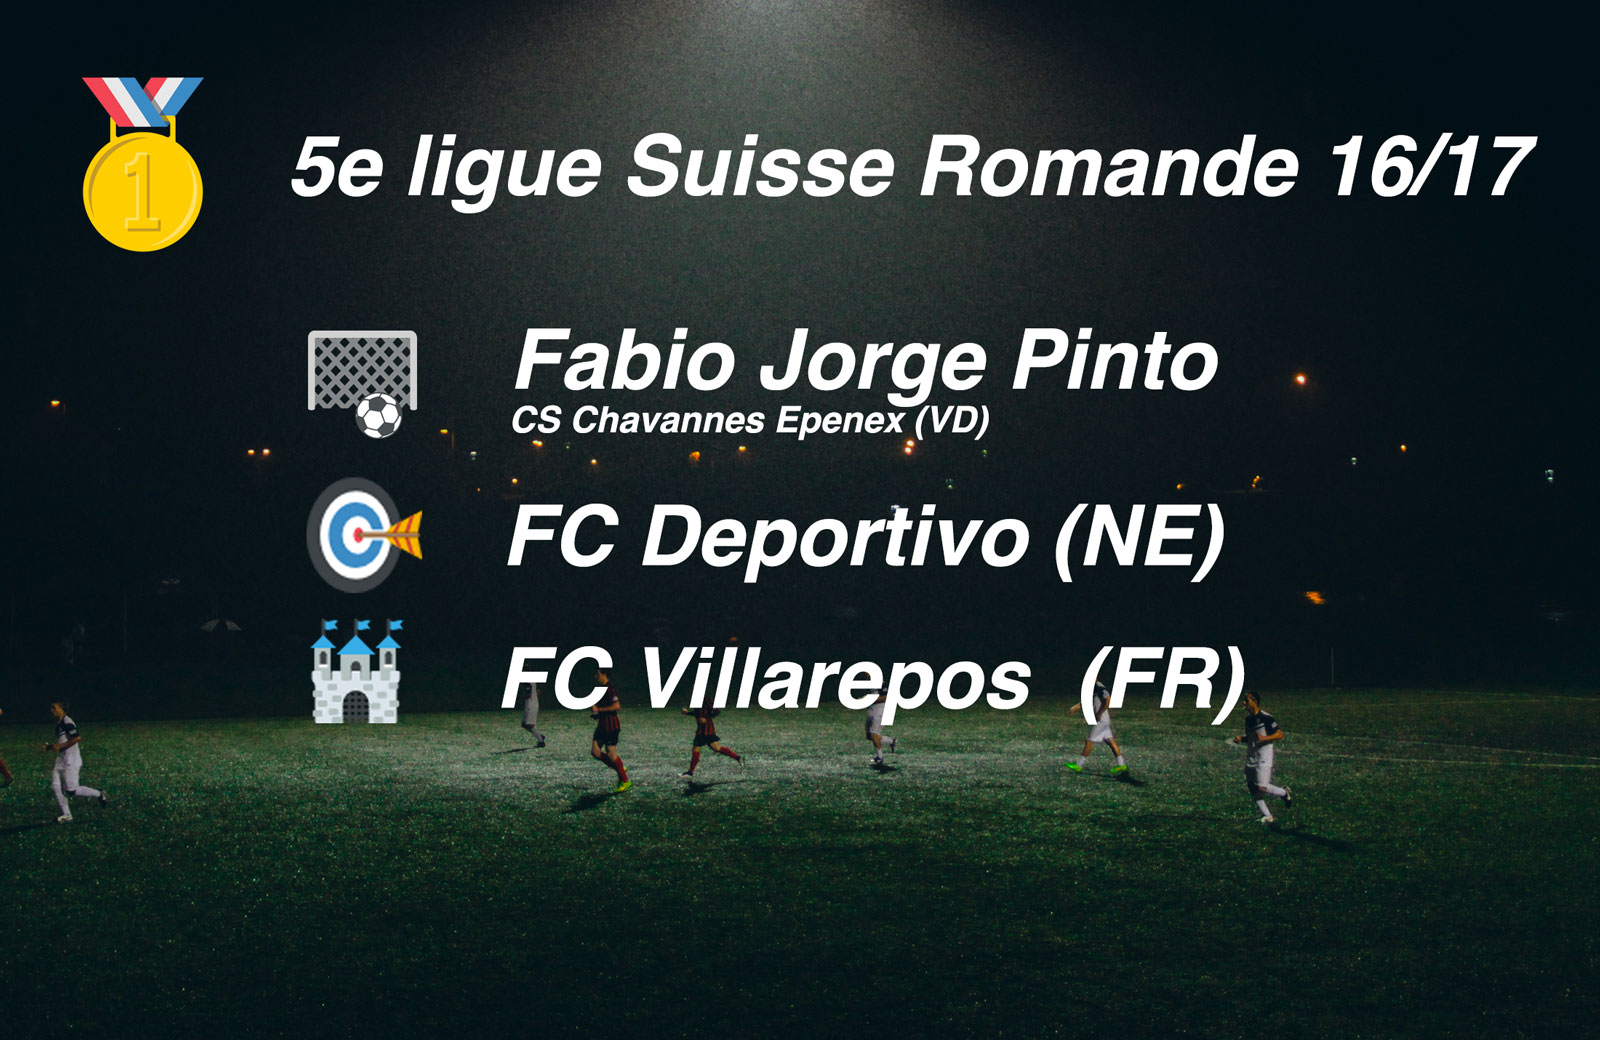 1
5e ligue Suisse Romande 16/17
Fabio Jorge Pinto
CS Chavannes Epenex (VD)
FC Deportivo (NE)
FC Villarepos (FR)